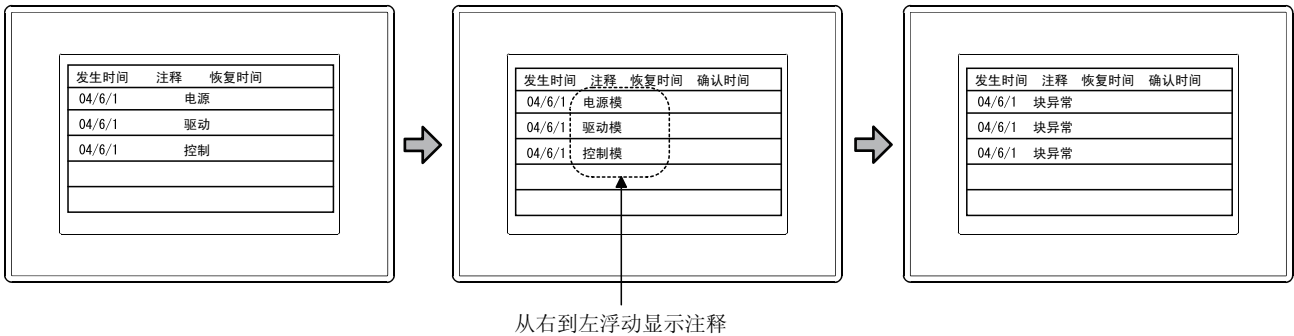 发生时间 注释 恢复时间
04/6/1 电源
04/6/1 驱动
04/6/1 控制
发生时间 注释 恢复时间 确认时间
04/6/1 电源模
04/6/1 驱动模
04/6/1 控制模
发生时间 注释 恢复时间 确认时间
04/6/1 块异常
04/6/1 块异常
04/6/1 块异常
从右到左浮动显示注释